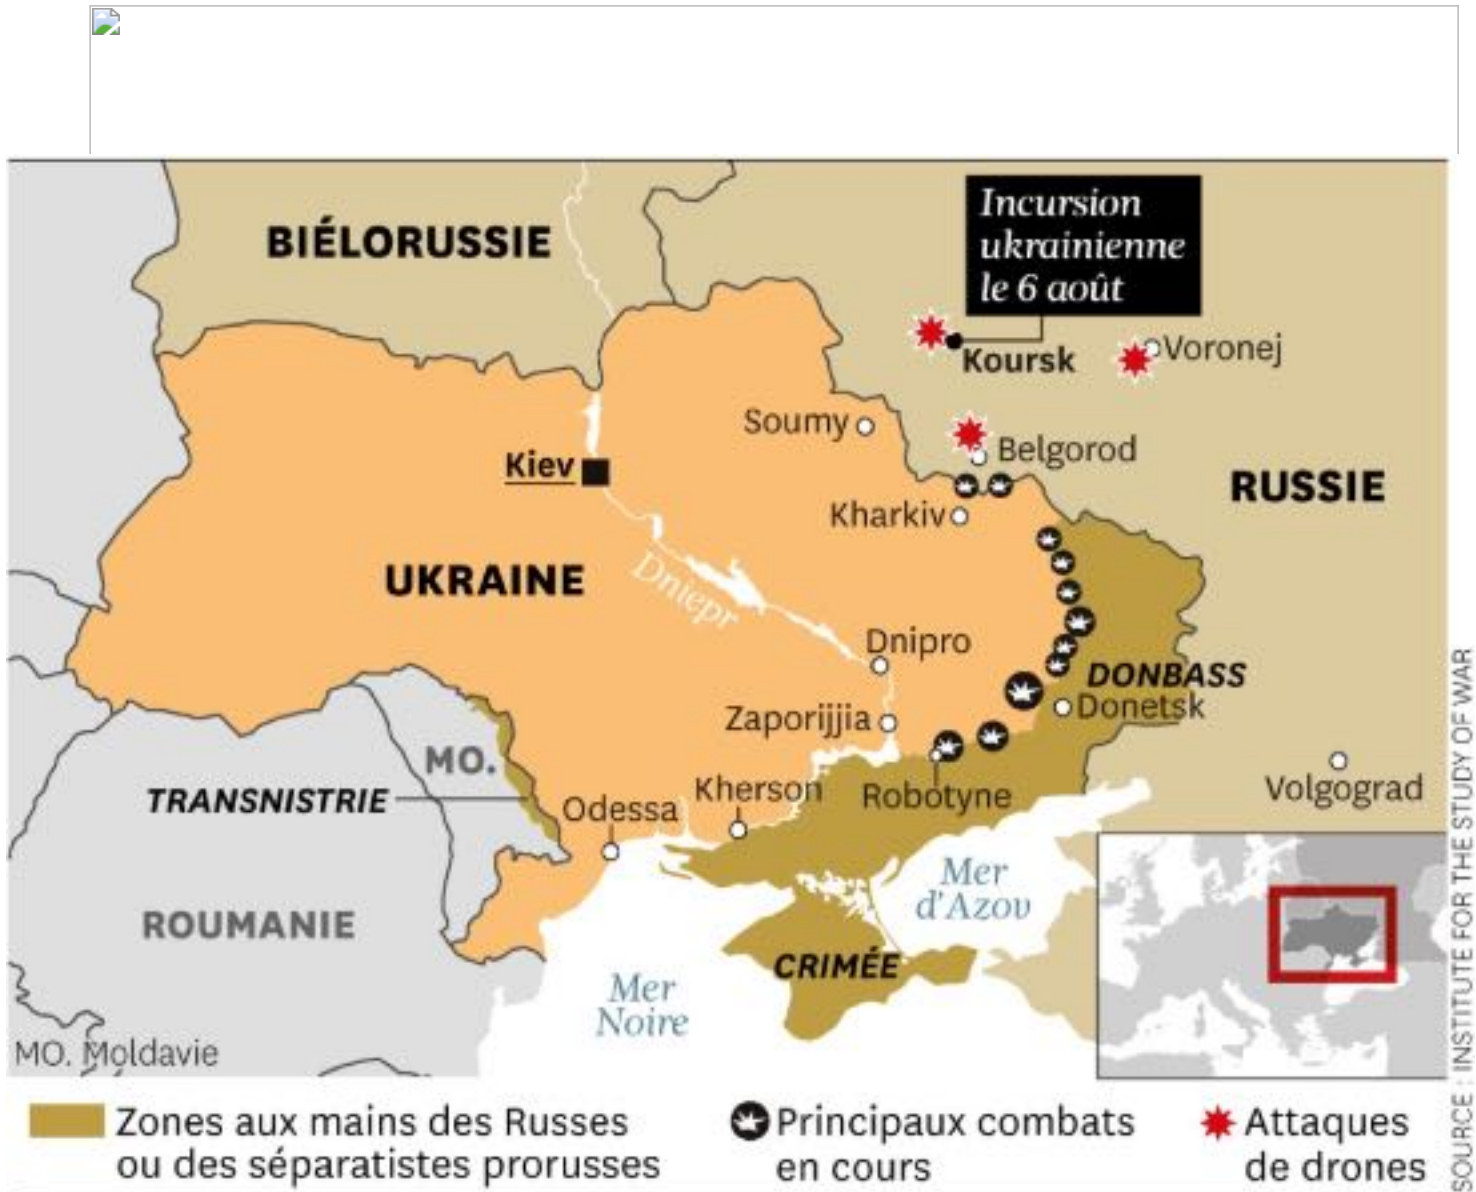 Incursion
ukrainienne
le 6 août
BIÉLORUSSIE
Koursk
Voronej
Soumy
Belgorod
Kiev
RUSSIE
Kharkiv
UKRAINE
Dniepr
Dnipro
DONBASS
Donetsk
Zaporijjia
MO.
TRANSNISTRIE
Kherson
Robotyne
Odessa
Volgograd
Mer
d'Azov
ROUMANIE
CRIMÉE
Mer
Noire
MO. Moldavie
SOURCE : INSTITUTE FOR THE STUDY OF WAR
Zones aux mains des Russes
ou des séparatistes prorusses
Principaux combats
en cours
Attaques
de drones